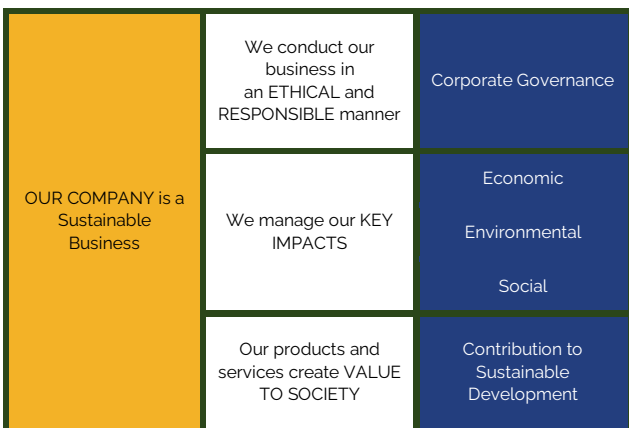 OUR COMPANY is a
Sustainable
Business
We conduct our
business in
an ETHICAL and
RESPONSIBLE manner
Corporate Governance
We manage our KEY
IMPACTS
Economic
Environmental
Social
Our products and
services create VALUE
TO SOCIETY
Contribution to
Sustainable
Development